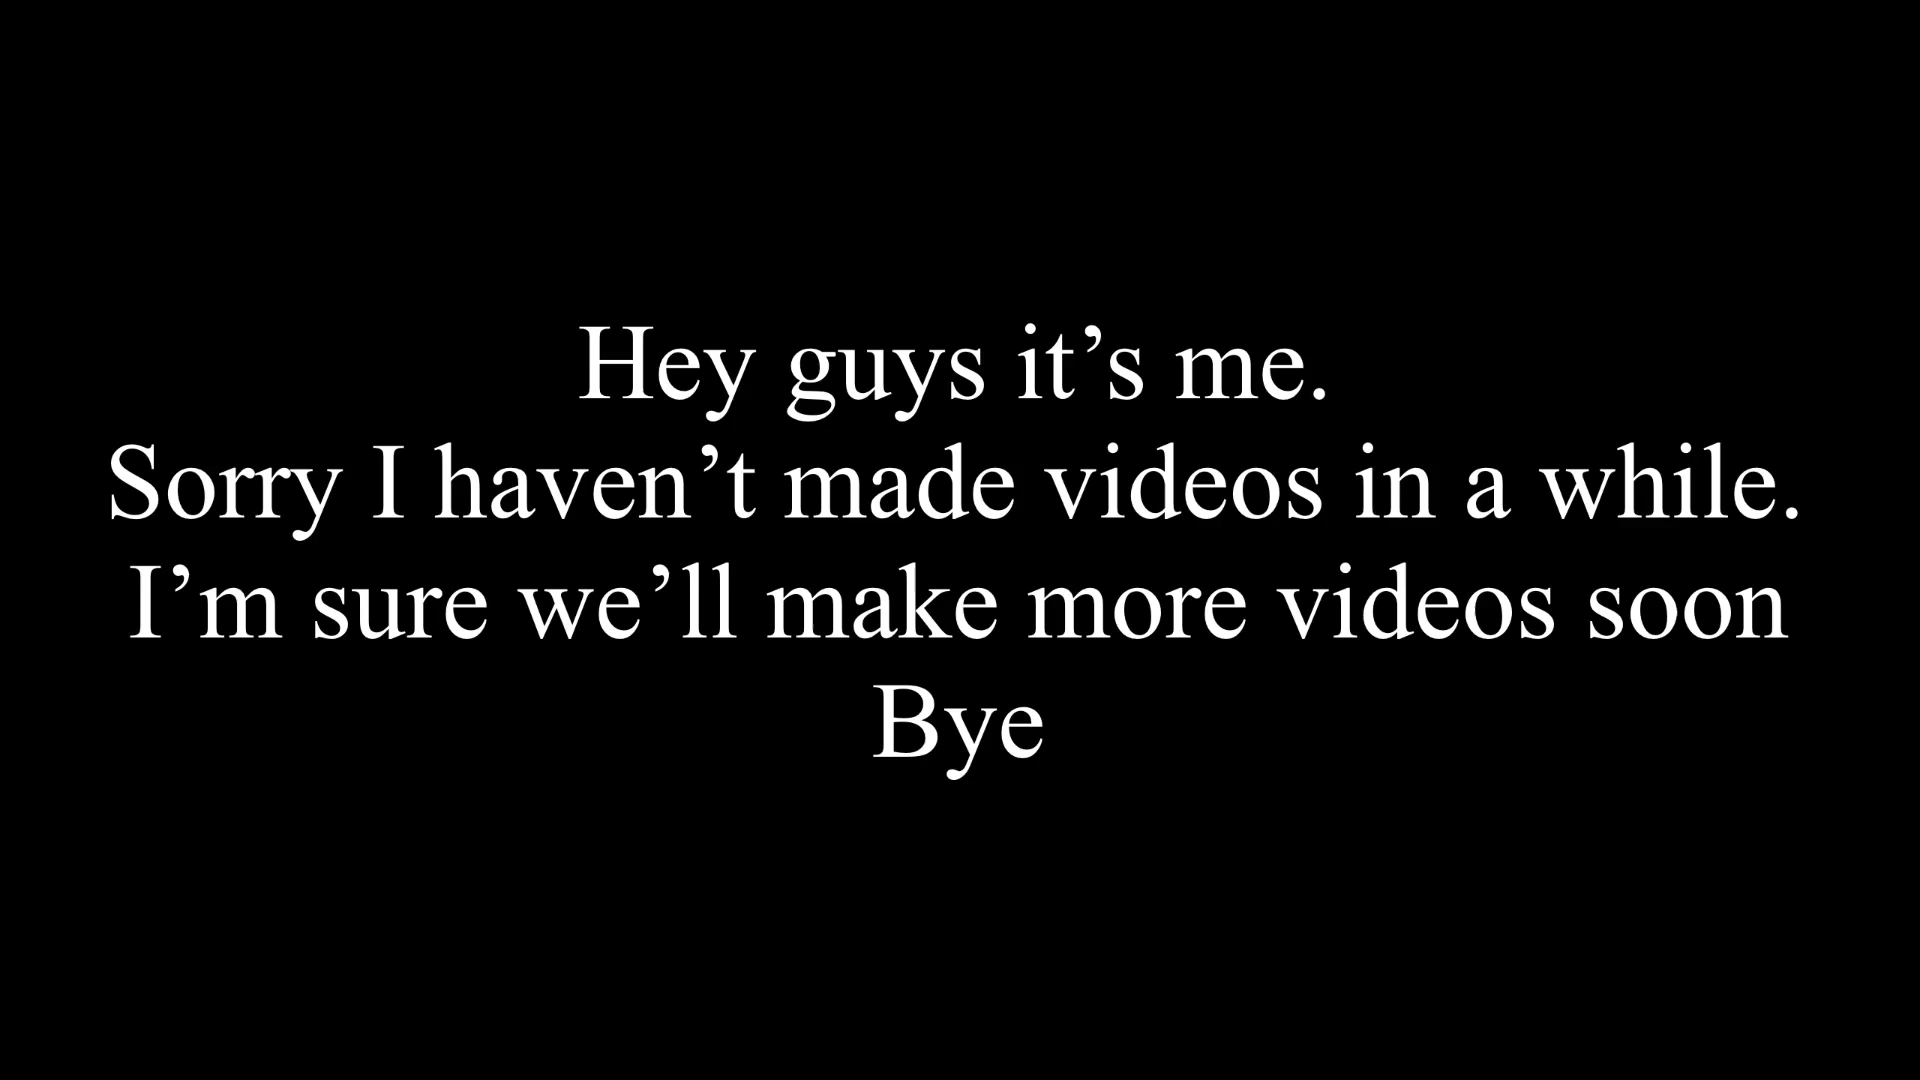 Hey guys it’s me.
Sorry I haven’t made videos in a while.
I’m sure we’ll make more videos soon
Bye